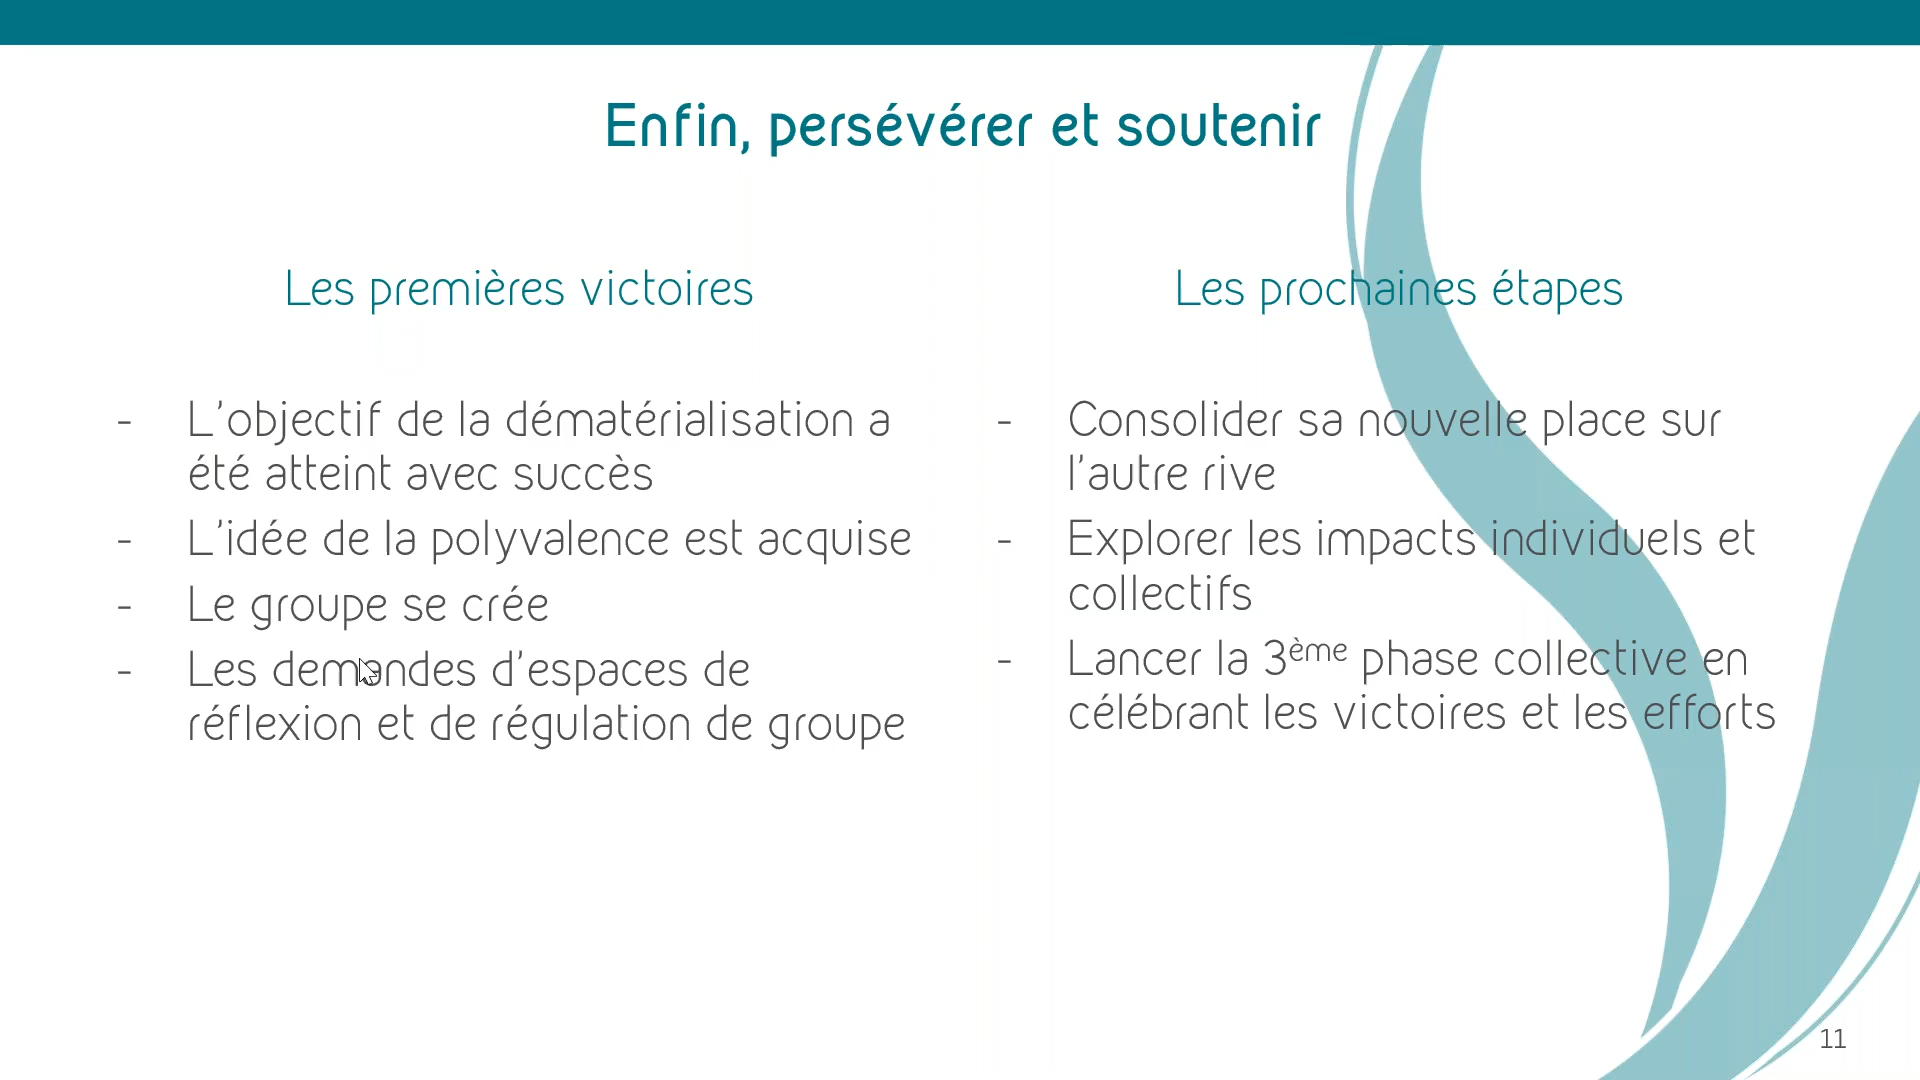 Enfin, persévérer et soutenir
Les premières victoires
- L'objectif de la dématérialisation a
été atteint avec succès
- L'idée de la polyvalence est acquise
- Le groupe se crée
- Les demandes d'espaces de
réflexion et de régulation de groupe
Les prochaines étapes
- Consolider sa nouvelle place sur
l'autre rive
- Explorer les impacts individuels et
collectifs
- Lancer la 3ème phase collective en
célébrant les victoires et les efforts
11